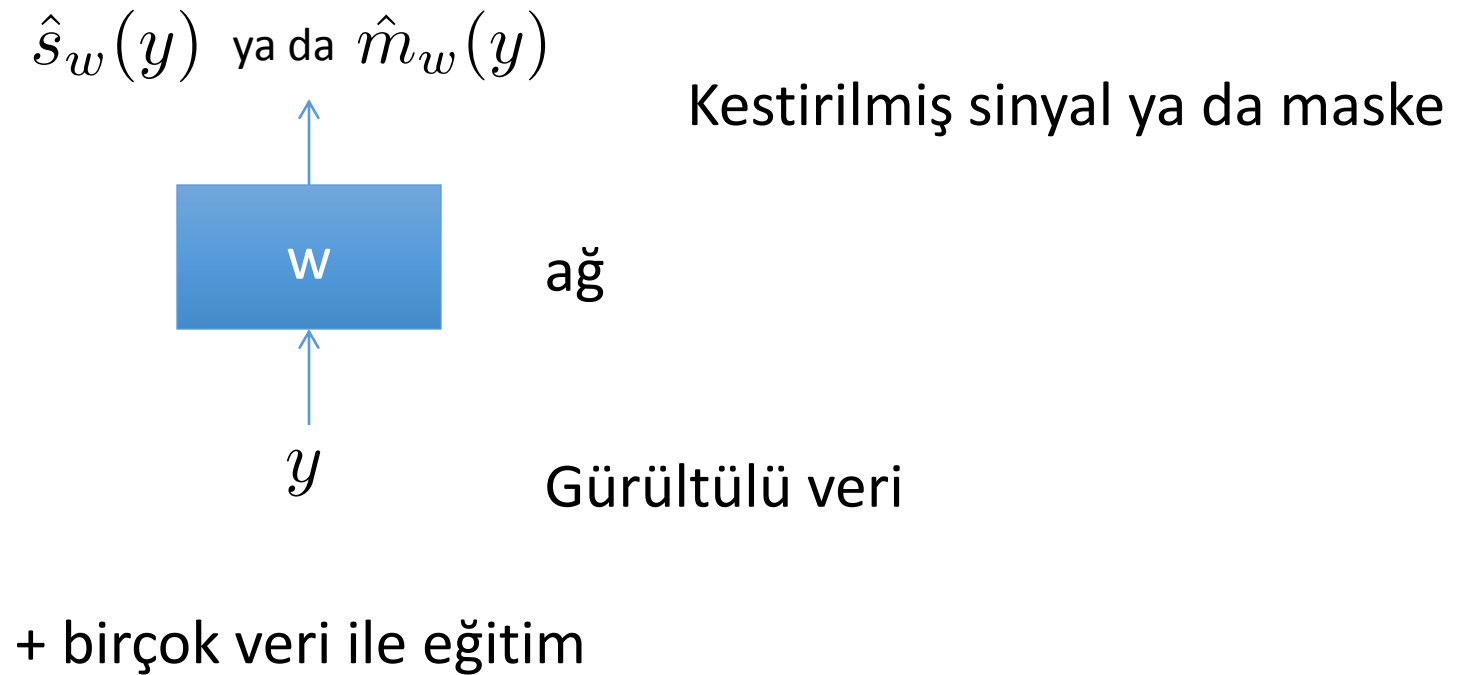 ŝ_w(y) ya da m̂_w(y)
Kestirilmiş sinyal ya da maske
w
ağ
y
Gürültülü veri
+ birçok veri ile eğitim